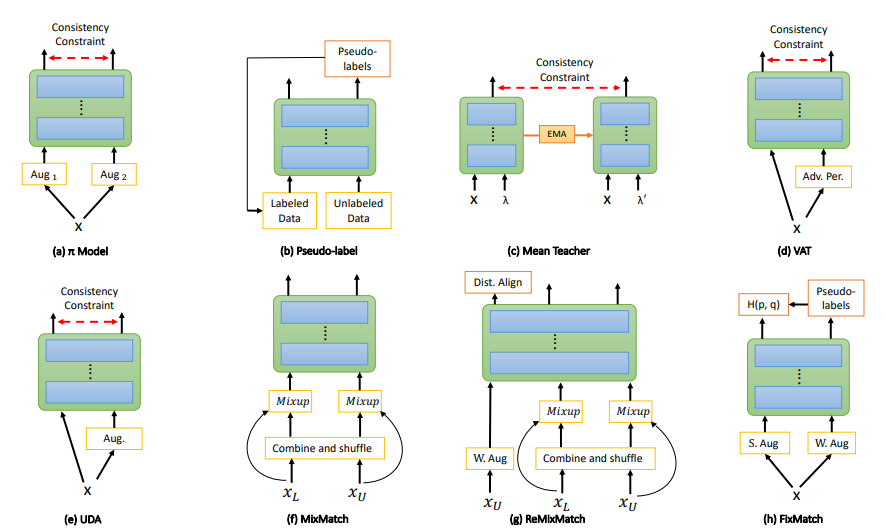 Consistency
Constraint
Aug 1
Aug 2
X
(a) π Model
Pseudo-
labels
Labeled
Data
Unlabeled
Data
(b) Pseudo-label
Consistency
Constraint
EMA
X
λ
X
λ′
(c) Mean Teacher
Consistency
Constraint
Adv. Per.
X
(d) VAT
Consistency
Constraint
Aug.
X
(e) UDA
Mixup
Mixup
Combine and shuffle
x_L
x_U
(f) MixMatch
Dist. Align
Mixup
Mixup
W. Aug
Combine and shuffle
x_U
x_L
x_U
(g) ReMixMatch
H(p, q)
Pseudo-
labels
S. Aug
W. Aug
X
(h) FixMatch